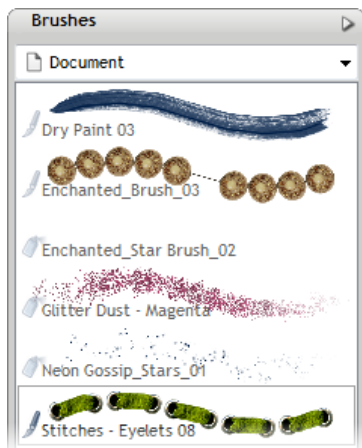 Brushes
Document
Dry Paint 03
Enchanted_Brush_03
Enchanted_Star Brush_02
Glitter Dust - Magenta
Neon Gossip_Stars_01
Stitches - Eyelets 08